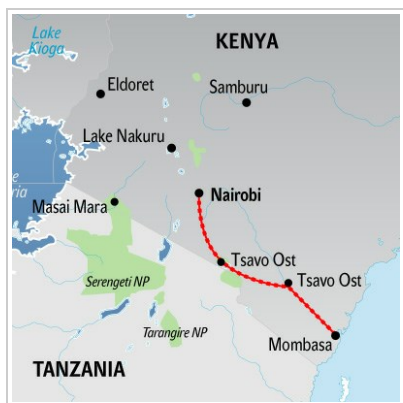 Lake
Kioga
KENYA
Eldoret
Samburu
Lake Nakuru
Nairobi
Masai Mara
Tsavo Ost
Tsavo Ost
Serengeti NP
Tarangire NP
Mombasa
TANZANIA